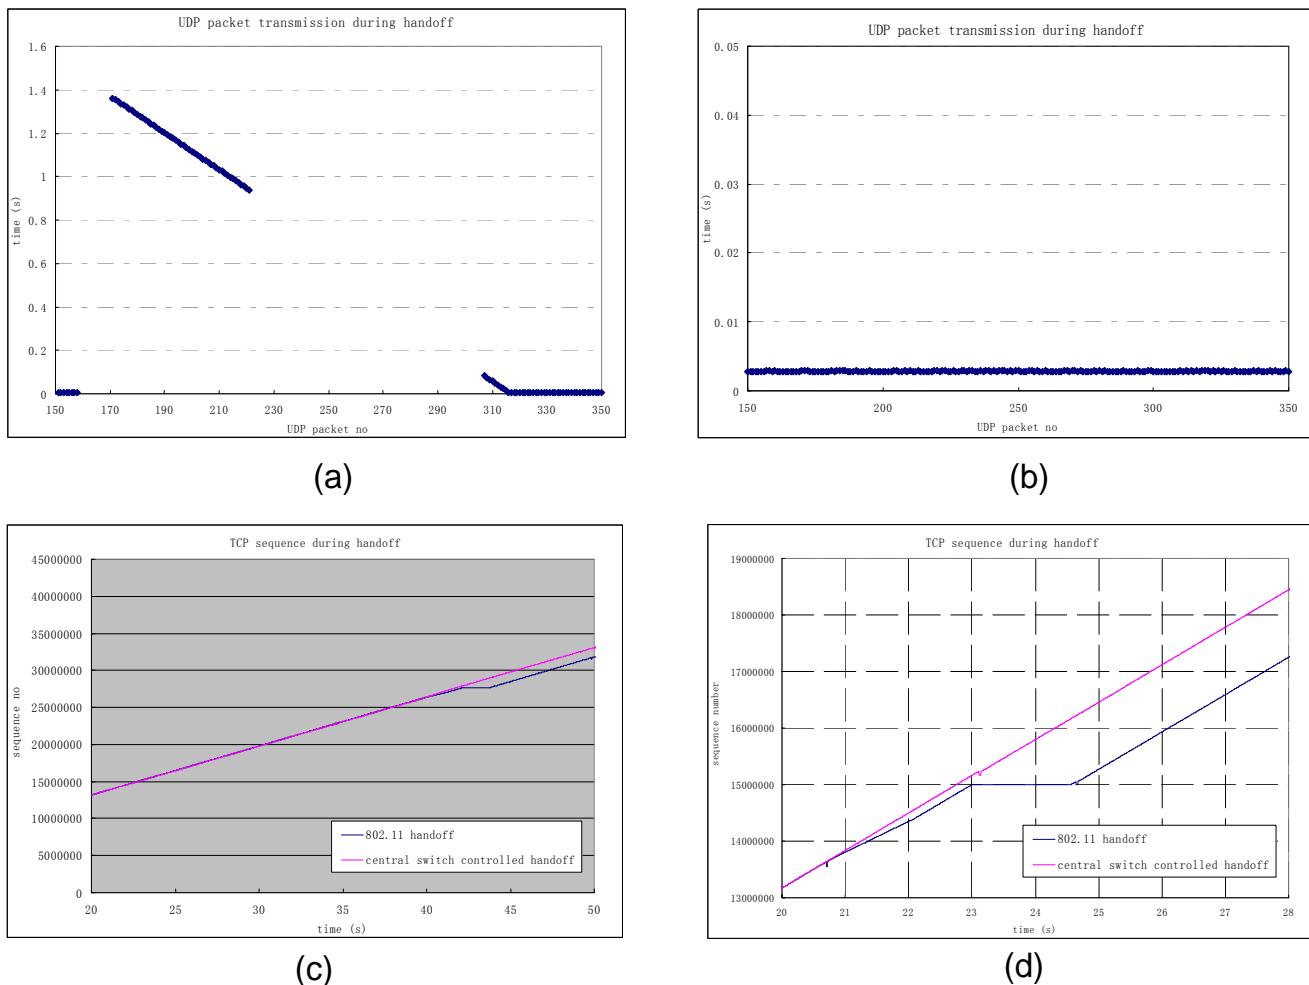 UDP packet transmission during handoff
1.6
1.4
1.2
1
0.8
0.6
0.4
0.2
0
time (s)
150 170 190 210 230 250 270 290 310 330 350
UDP packet no
(a)
UDP packet transmission during handoff
0.05
0.04
0.03
0.02
0.01
0
time (s)
150 200 250 300 350
UDP packet no
(b)
TCP sequence during handoff
45000000
40000000
35000000
30000000
25000000
20000000
15000000
10000000
5000000
0
sequence no
802.11 handoff
central switch controlled handoff
20 25 30 35 40 45 50
time (s)
(c)
TCP sequence during handoff
19000000
18000000
17000000
16000000
15000000
14000000
13000000
sequence number
802.11 handoff
central switch controlled handoff
20 21 22 23 24 25 26 27 28
time (s)
(d)